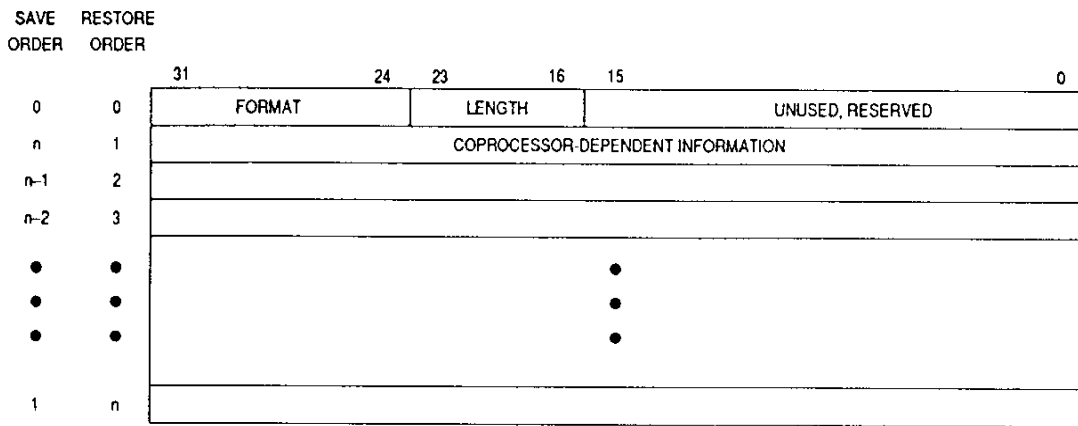 SAVE RESTORE
ORDER ORDER
31 24 23 16 15 0
0 0 FORMAT LENGTH UNUSED, RESERVED
n 1 COPROCESSOR-DEPENDENT INFORMATION
n–1 2
n–2 3
1 n